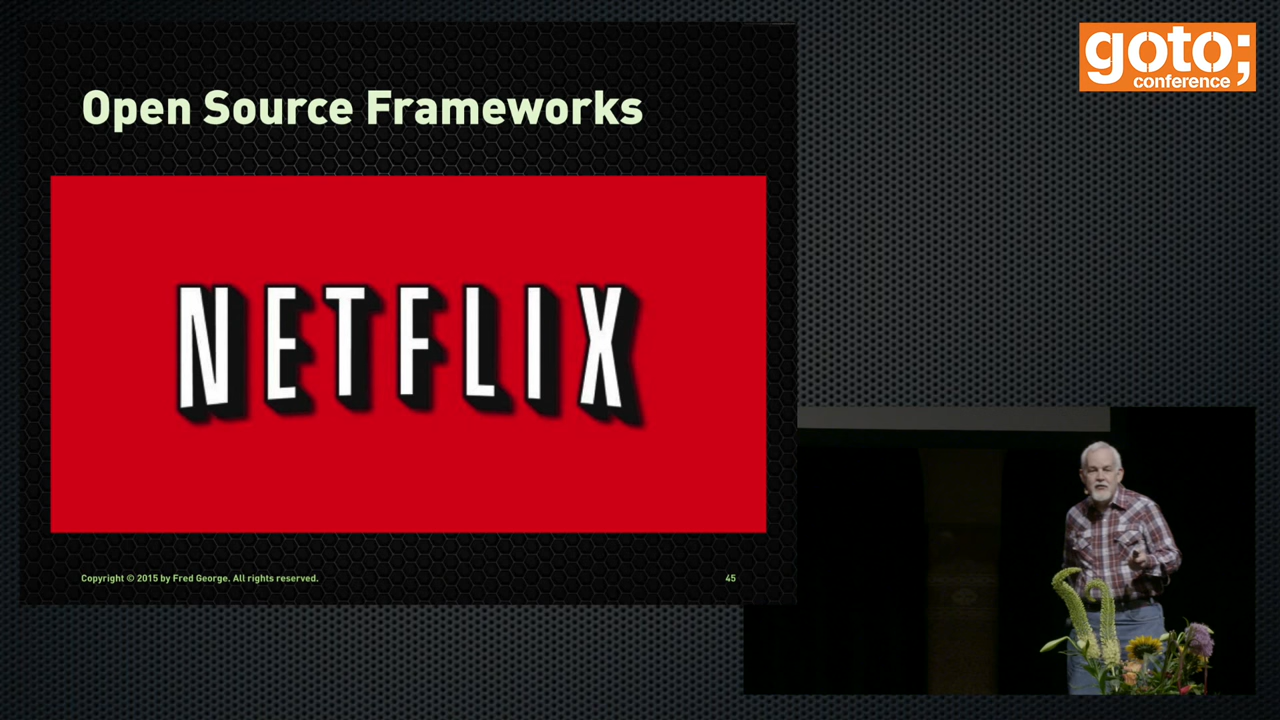 goto;
conference
Open Source Frameworks
NETFLIX
Copyright © 2015 by Fred George. All rights reserved.
45